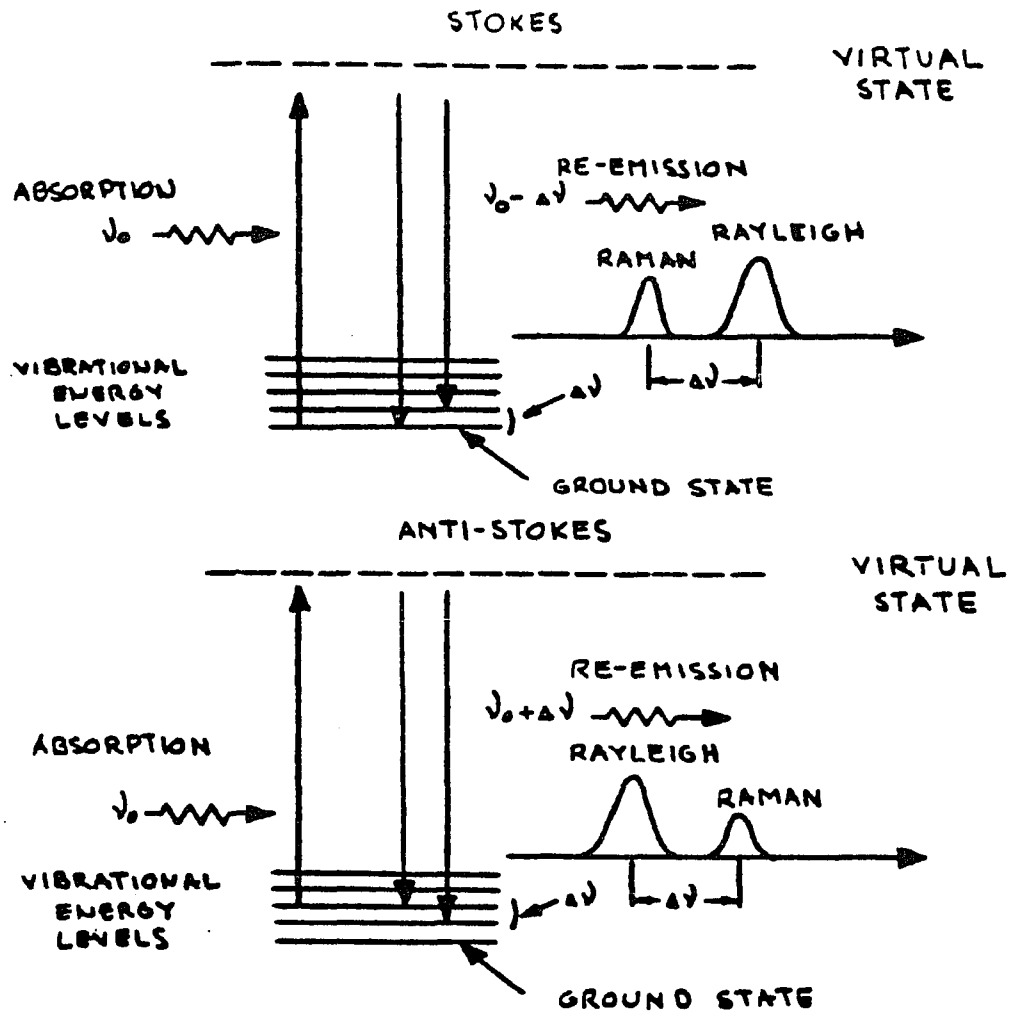 STOKES
VIRTUAL
STATE
RE-EMISSION
ABSORPTION
ν₀ - Δν
ν₀
RAYLEIGH
RAMAN
VIBRATIONAL
ENERGY
LEVELS
Δν
Δν
GROUND STATE
ANTI-STOKES
VIRTUAL
STATE
RE-EMISSION
ν₀ + Δν
ABSORPTION
RAYLEIGH
ν₀
RAMAN
VIBRATIONAL
ENERGY
LEVELS
Δν
Δν
GROUND STATE